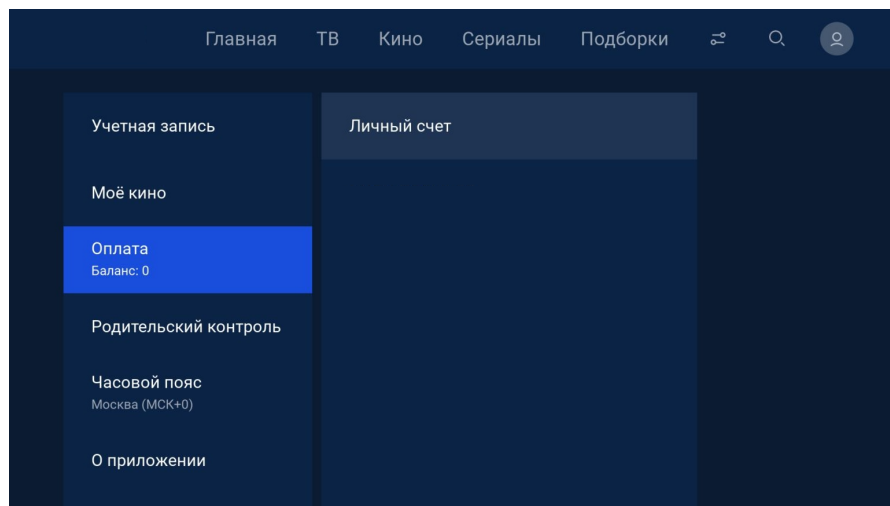 Главная ТВ Кино Сериалы Подборки
Учетная запись
Личный счет
Моё кино
Оплата
Баланс: 0
Родительский контроль
Часовой пояс
Москва (МСК+0)
О приложении